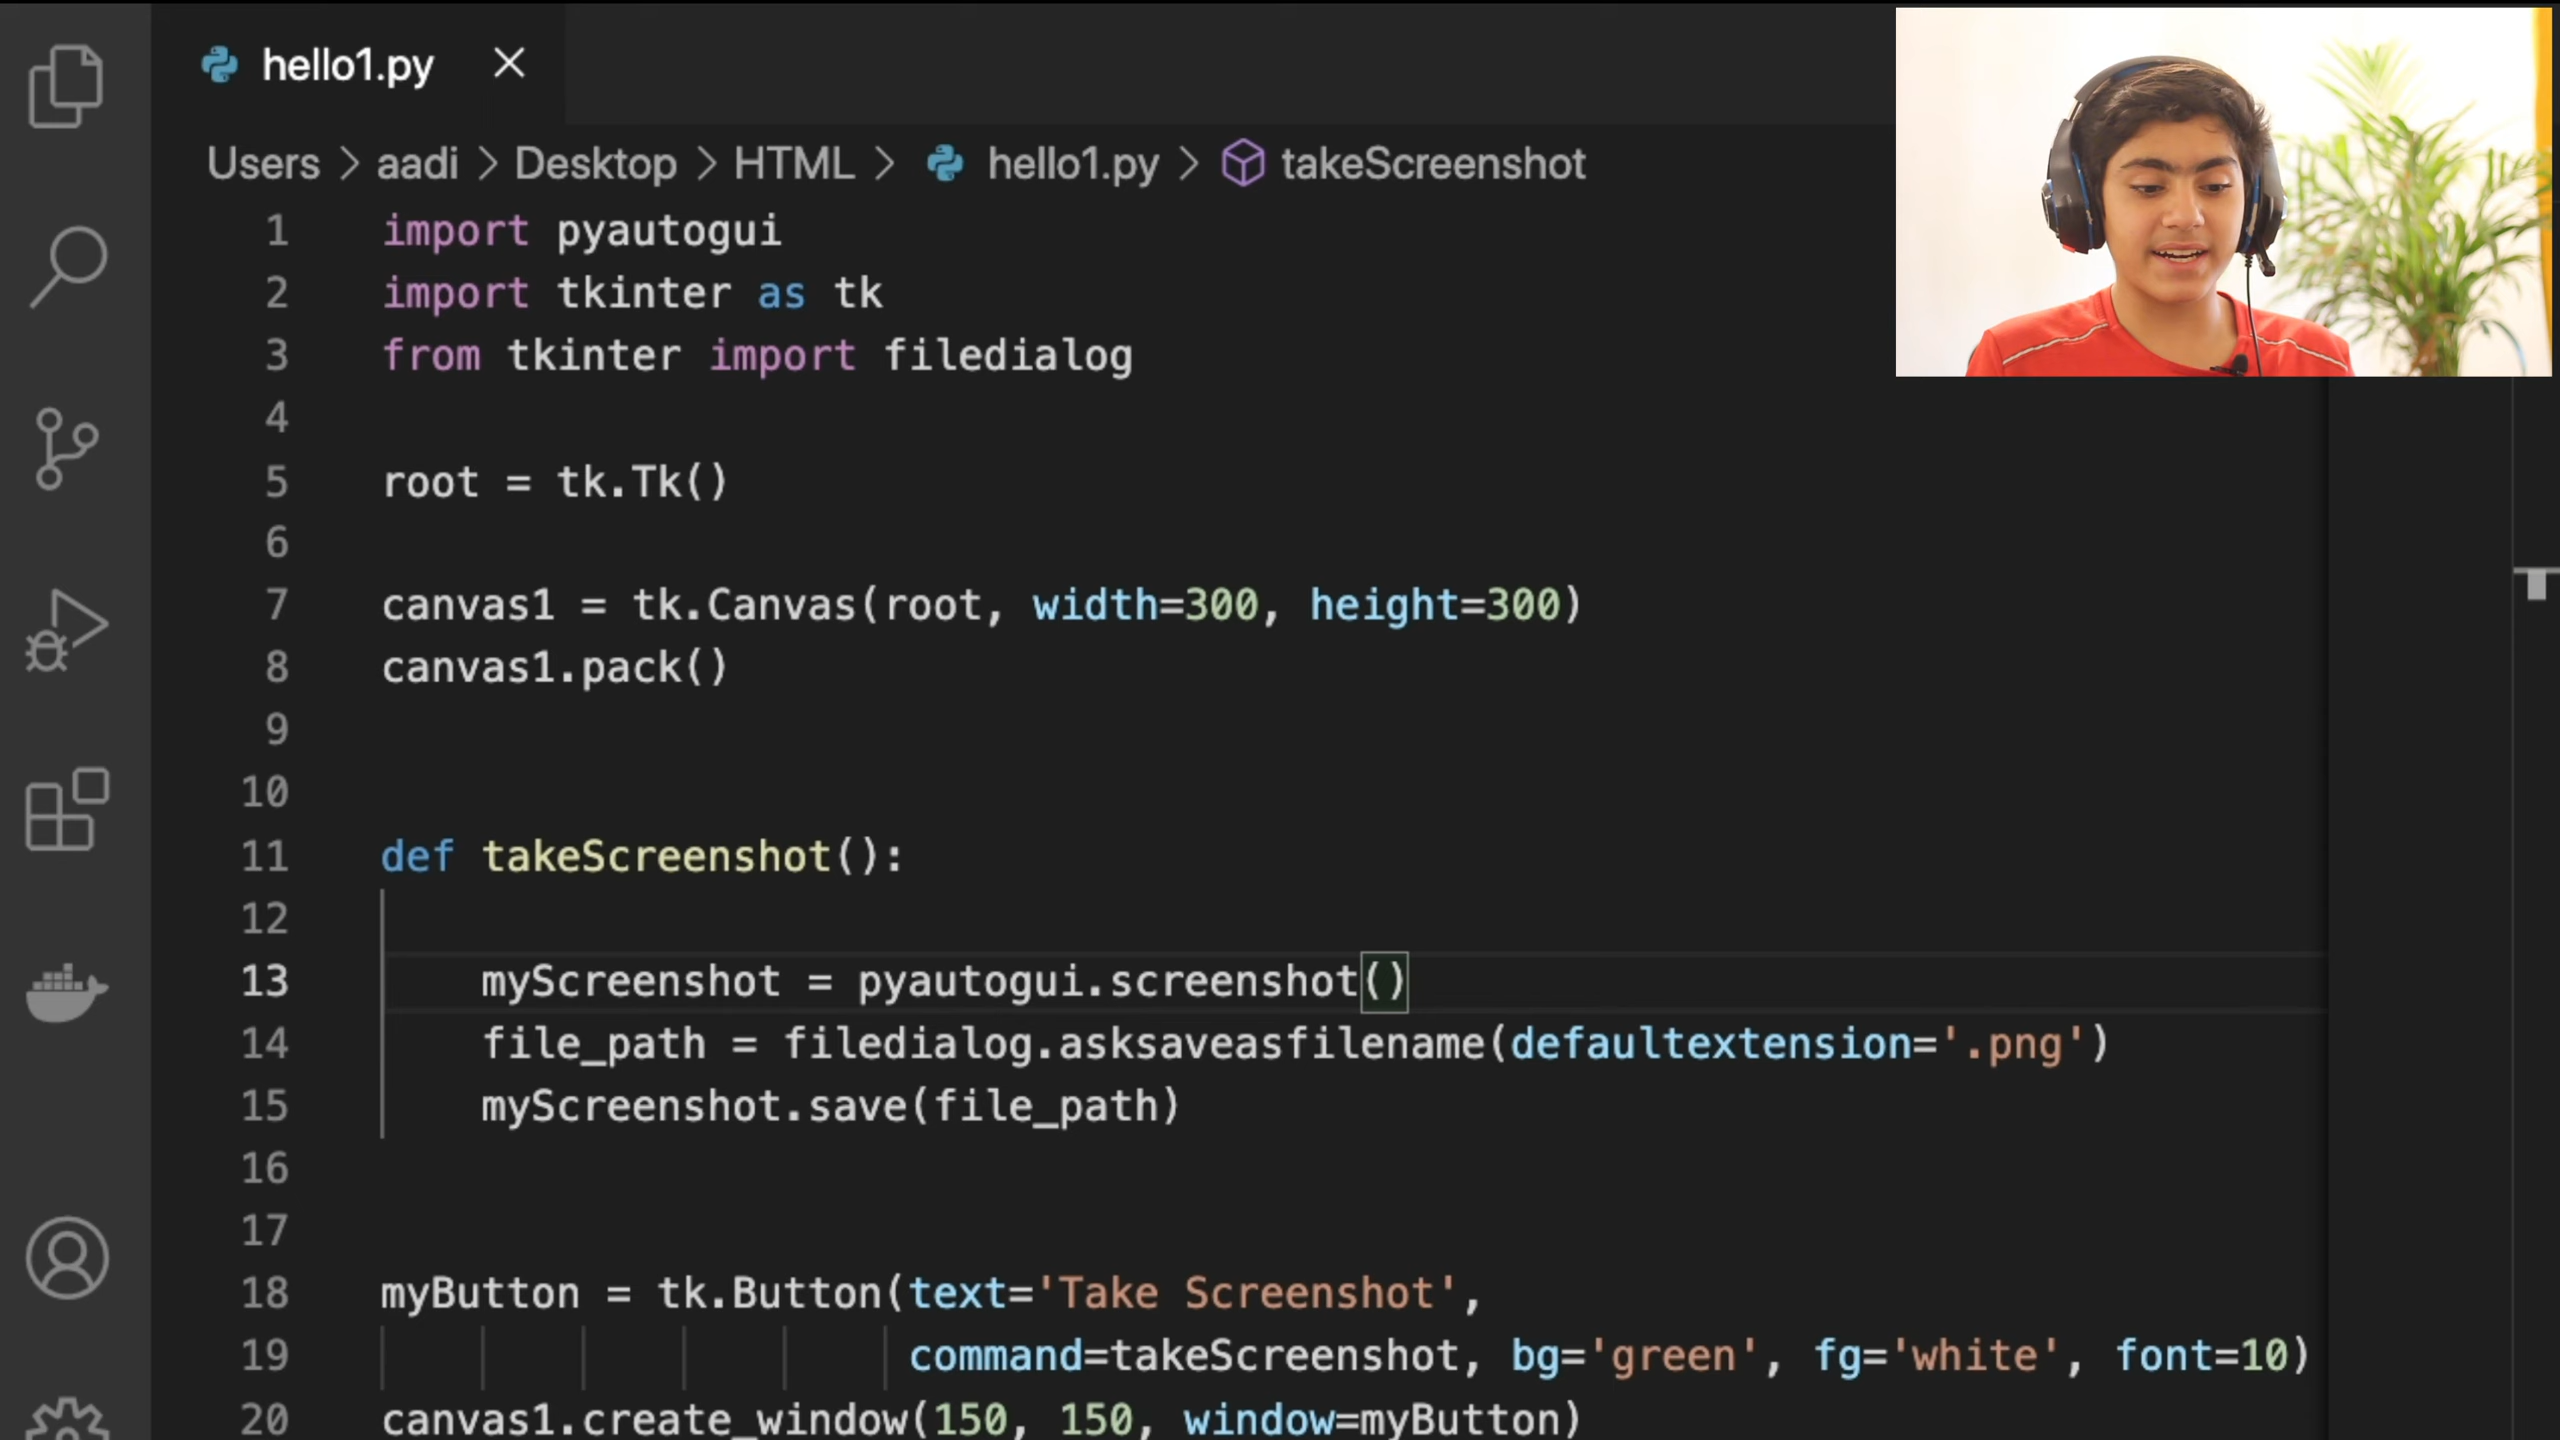 hello1.py
Users > aadi > Desktop > HTML > hello1.py > takeScreenshot
1 import pyautogui
2 import tkinter as tk
3 from tkinter import filedialog
4
5 root = tk.Tk()
6
7 canvas1 = tk.Canvas(root, width=300, height=300)
8 canvas1.pack()
9
10
11 def takeScreenshot():
12
13 myScreenshot = pyautogui.screenshot()
14 file_path = filedialog.asksaveasfilename(defaultextension='.png')
15 myScreenshot.save(file_path)
16
17
18 myButton = tk.Button(text='Take Screenshot',
19 command=takeScreenshot, bg='green', fg='white', font=10)
20 canvas1.create_window(150, 150, window=myButton)